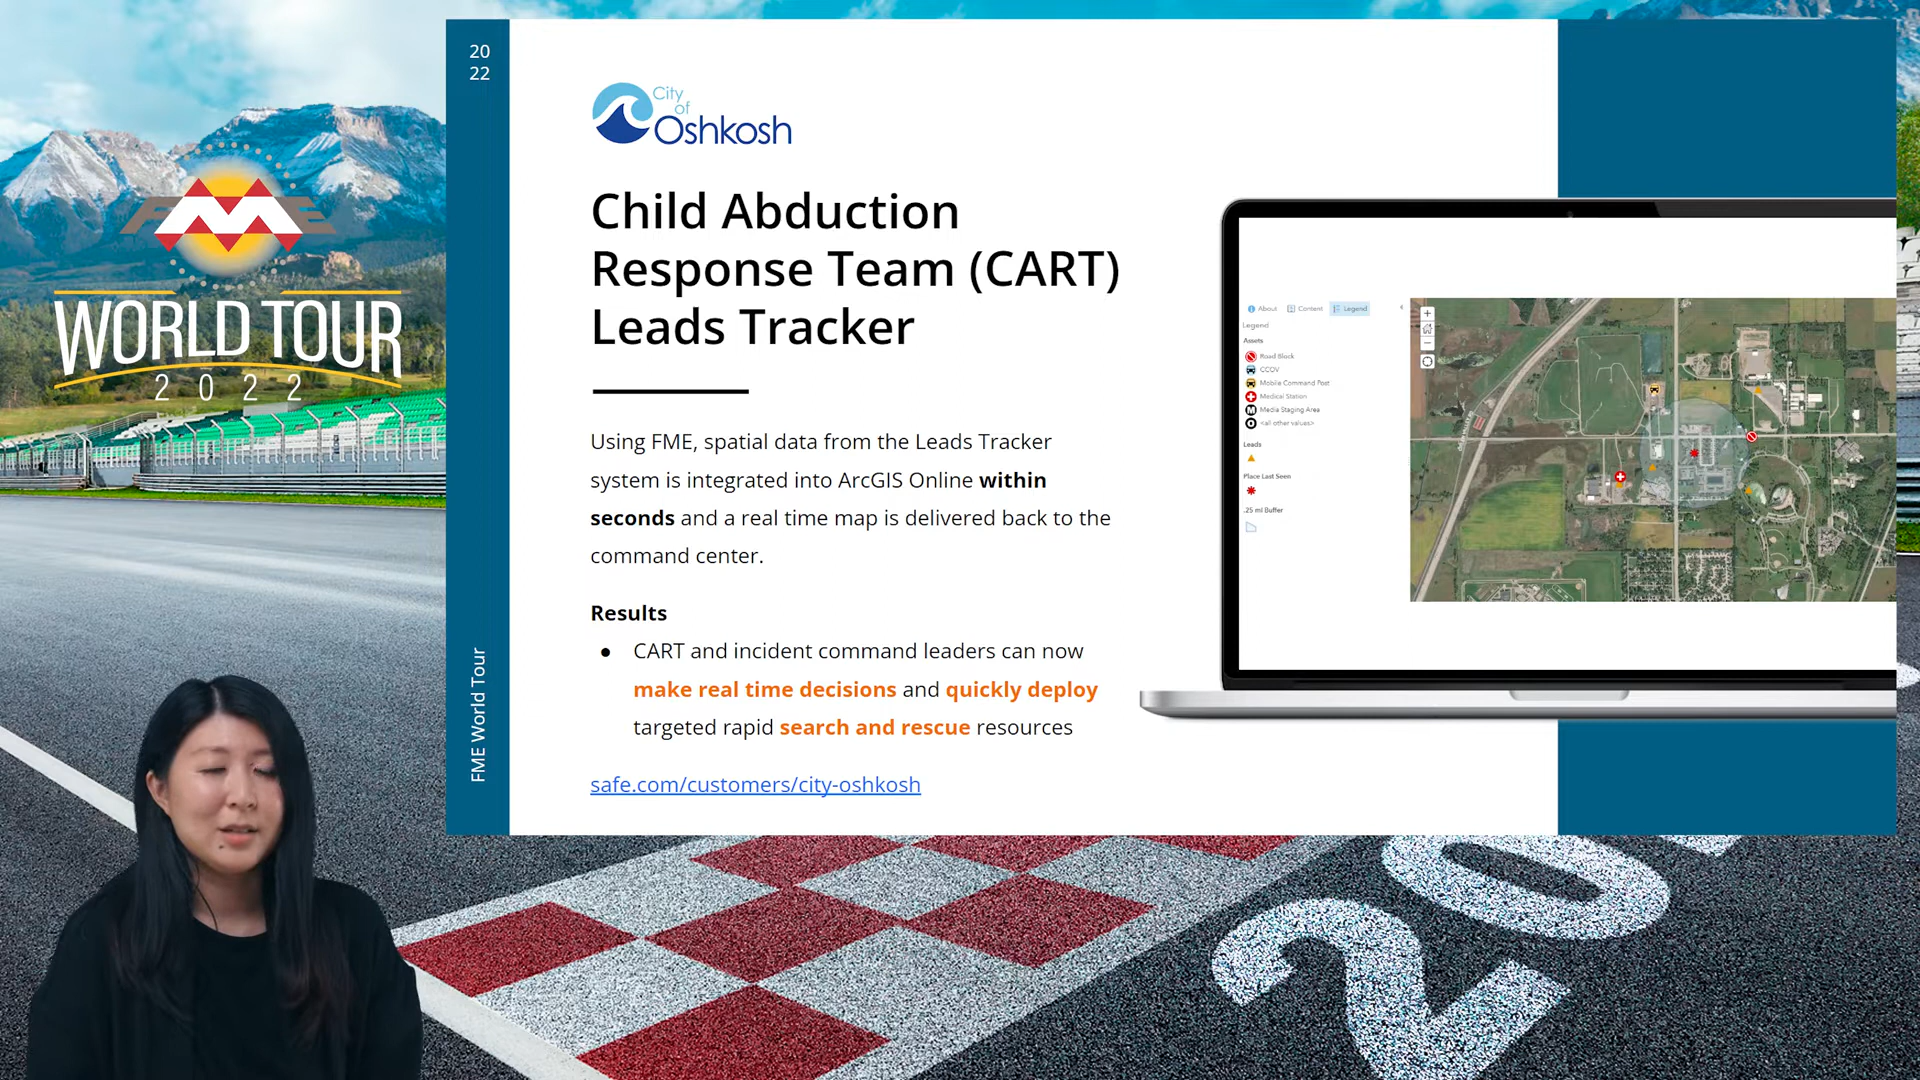 FME
WORLD TOUR
2022
20
22
FME World Tour
City
of
Oshkosh
Child Abduction
Response Team (CART)
Leads Tracker
Using FME, spatial data from the Leads Tracker
system is integrated into ArcGIS Online within
seconds and a real time map is delivered back to the
command center.
Results
● CART and incident command leaders can now
make real time decisions and quickly deploy
targeted rapid search and rescue resources
safe.com/customers/city-oshkosh
About Content Legend
Legend
Assets
Road Block
CCOV
Mobile Command Post
Medical Station
M Media Staging Area
<all other values>
Leads
Place Last Seen
.25 mi Buffer
20